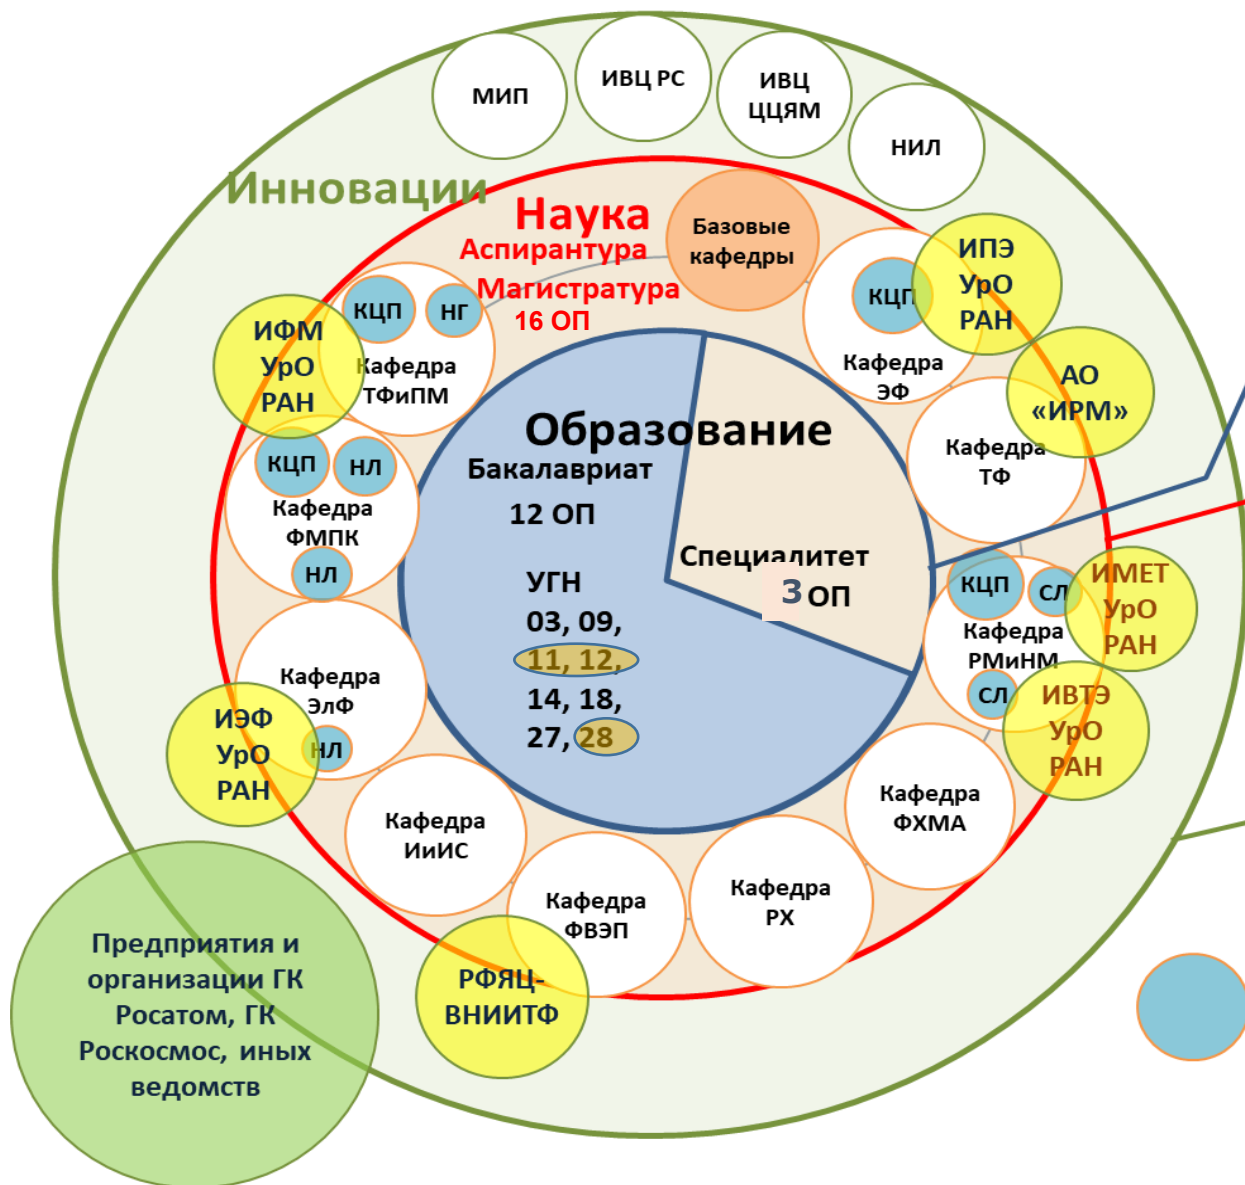 МИП
ИВЦ РС
ИВЦ
ЦЦЯМ
НИЛ
Инновации
Наука
Аспирантура
Магистратура
16 ОП
Базовые
кафедры
КЦП
Кафедра
ЭФ
ИПЭ
УрО
РАН
АО
«ИРМ»
Кафедра
ТФ
КЦП
НГ
Кафедра
ТФиПМ
ИФМ
УрО
РАН
КЦП
НЛ
Кафедра
ФМПК
НЛ
Образование
Бакалавриат
12 ОП
УГН
03, 09,
11, 12,
14, 18,
27, 28
Специалитет
3 ОП
КЦП
СЛ
Кафедра
РМиНМ
СЛ
ИМЕТ
УрО
РАН
ИВТЭ
УрО
РАН
Кафедра
ЭлФ
НЛ
ИЭФ
УрО
РАН
Кафедра
ИиИС
Кафедра
ФВЭП
Кафедра
РХ
Кафедра
ФХМА
РФЯЦ-
ВНИИТФ
Предприятия и
организации ГК
Росатом, ГК
Роскосмос, иных
ведомств